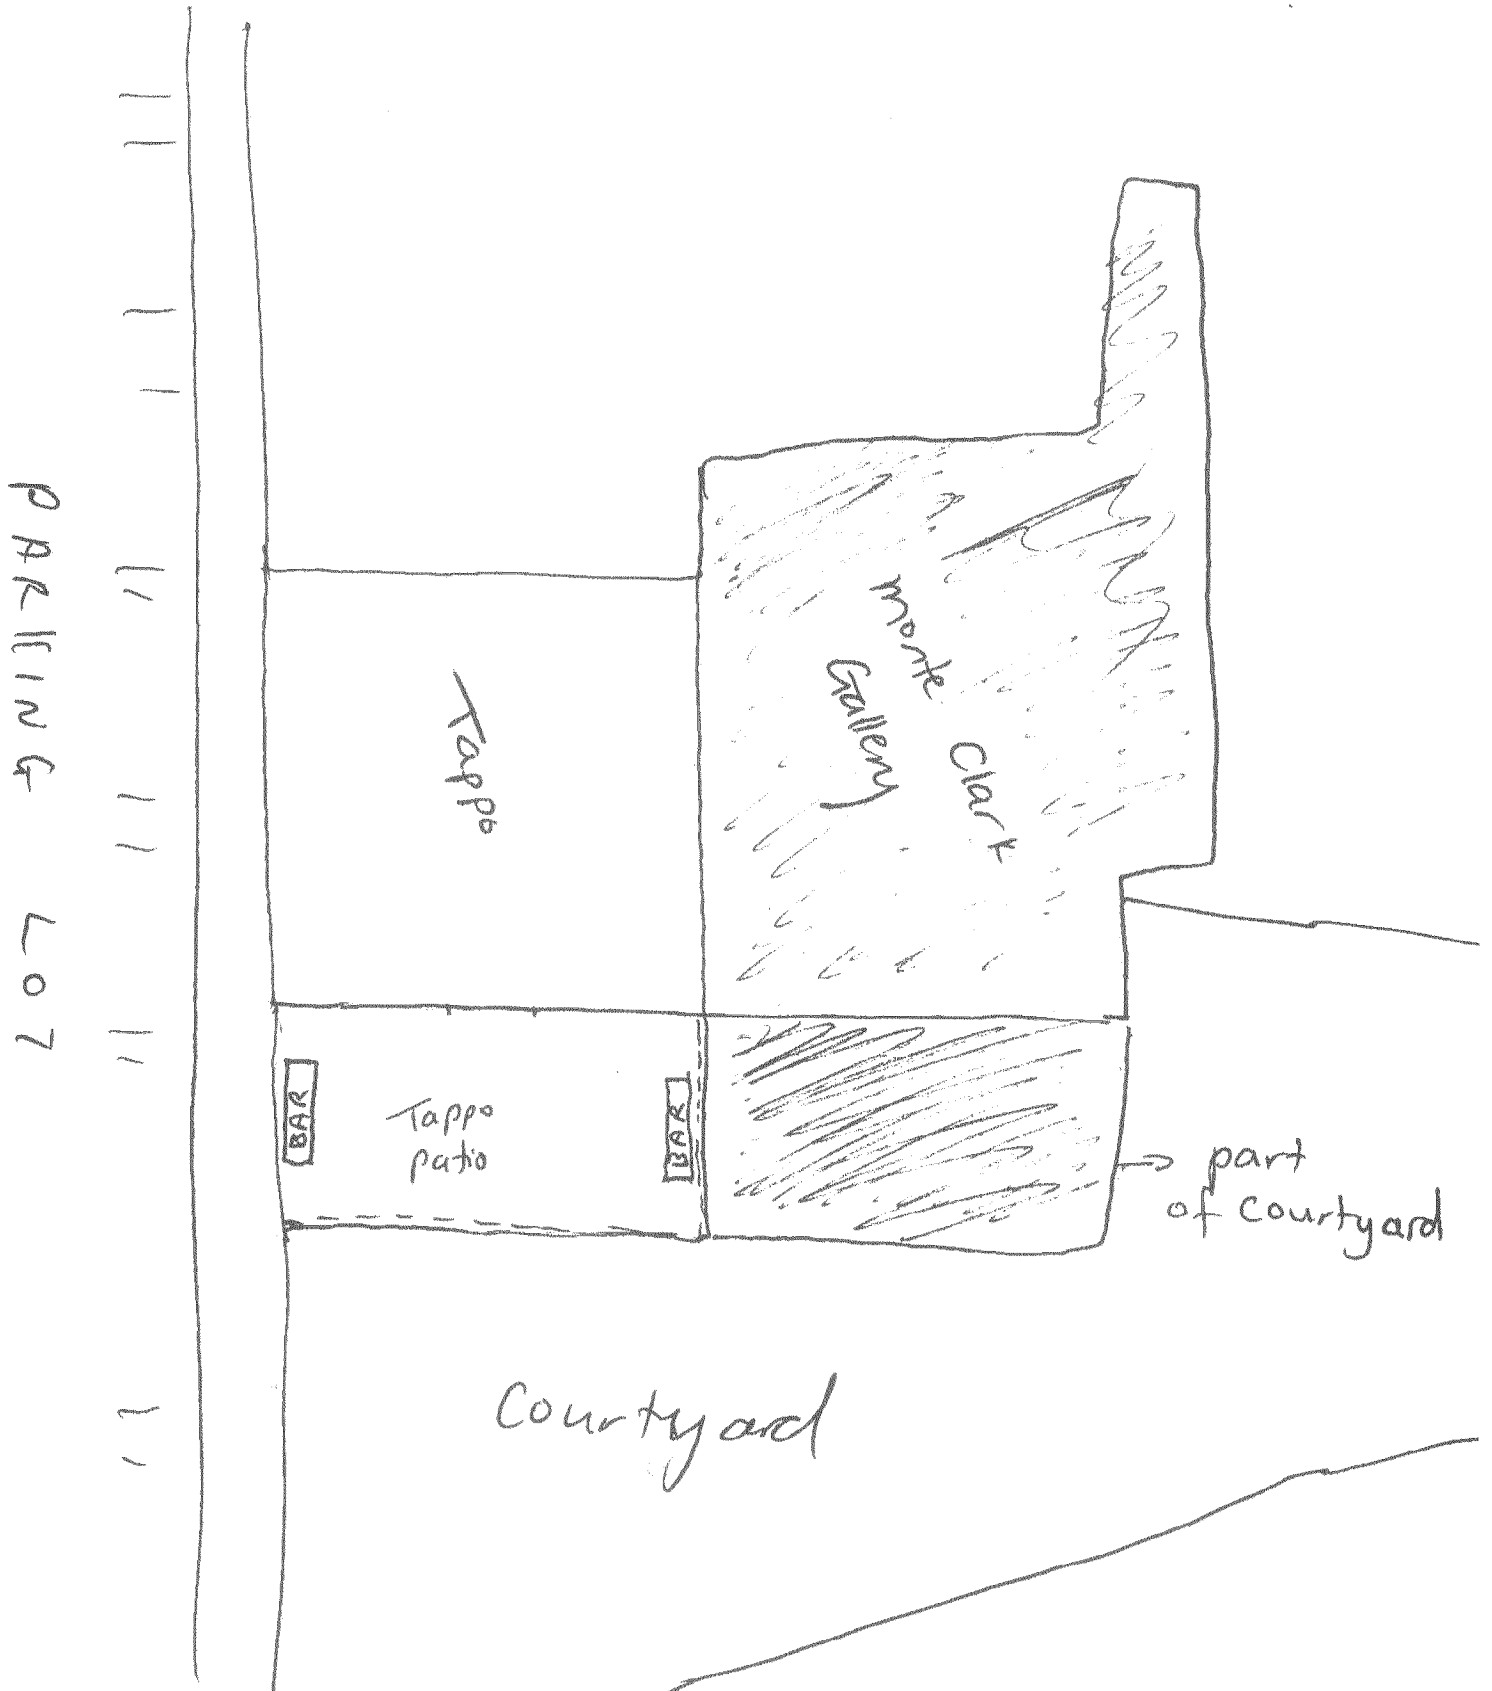 PARKING LOT
Tappo
Monte Clark
Gallery
BAR
Tappo
patio
BAR
part
of Courtyard
Courtyard